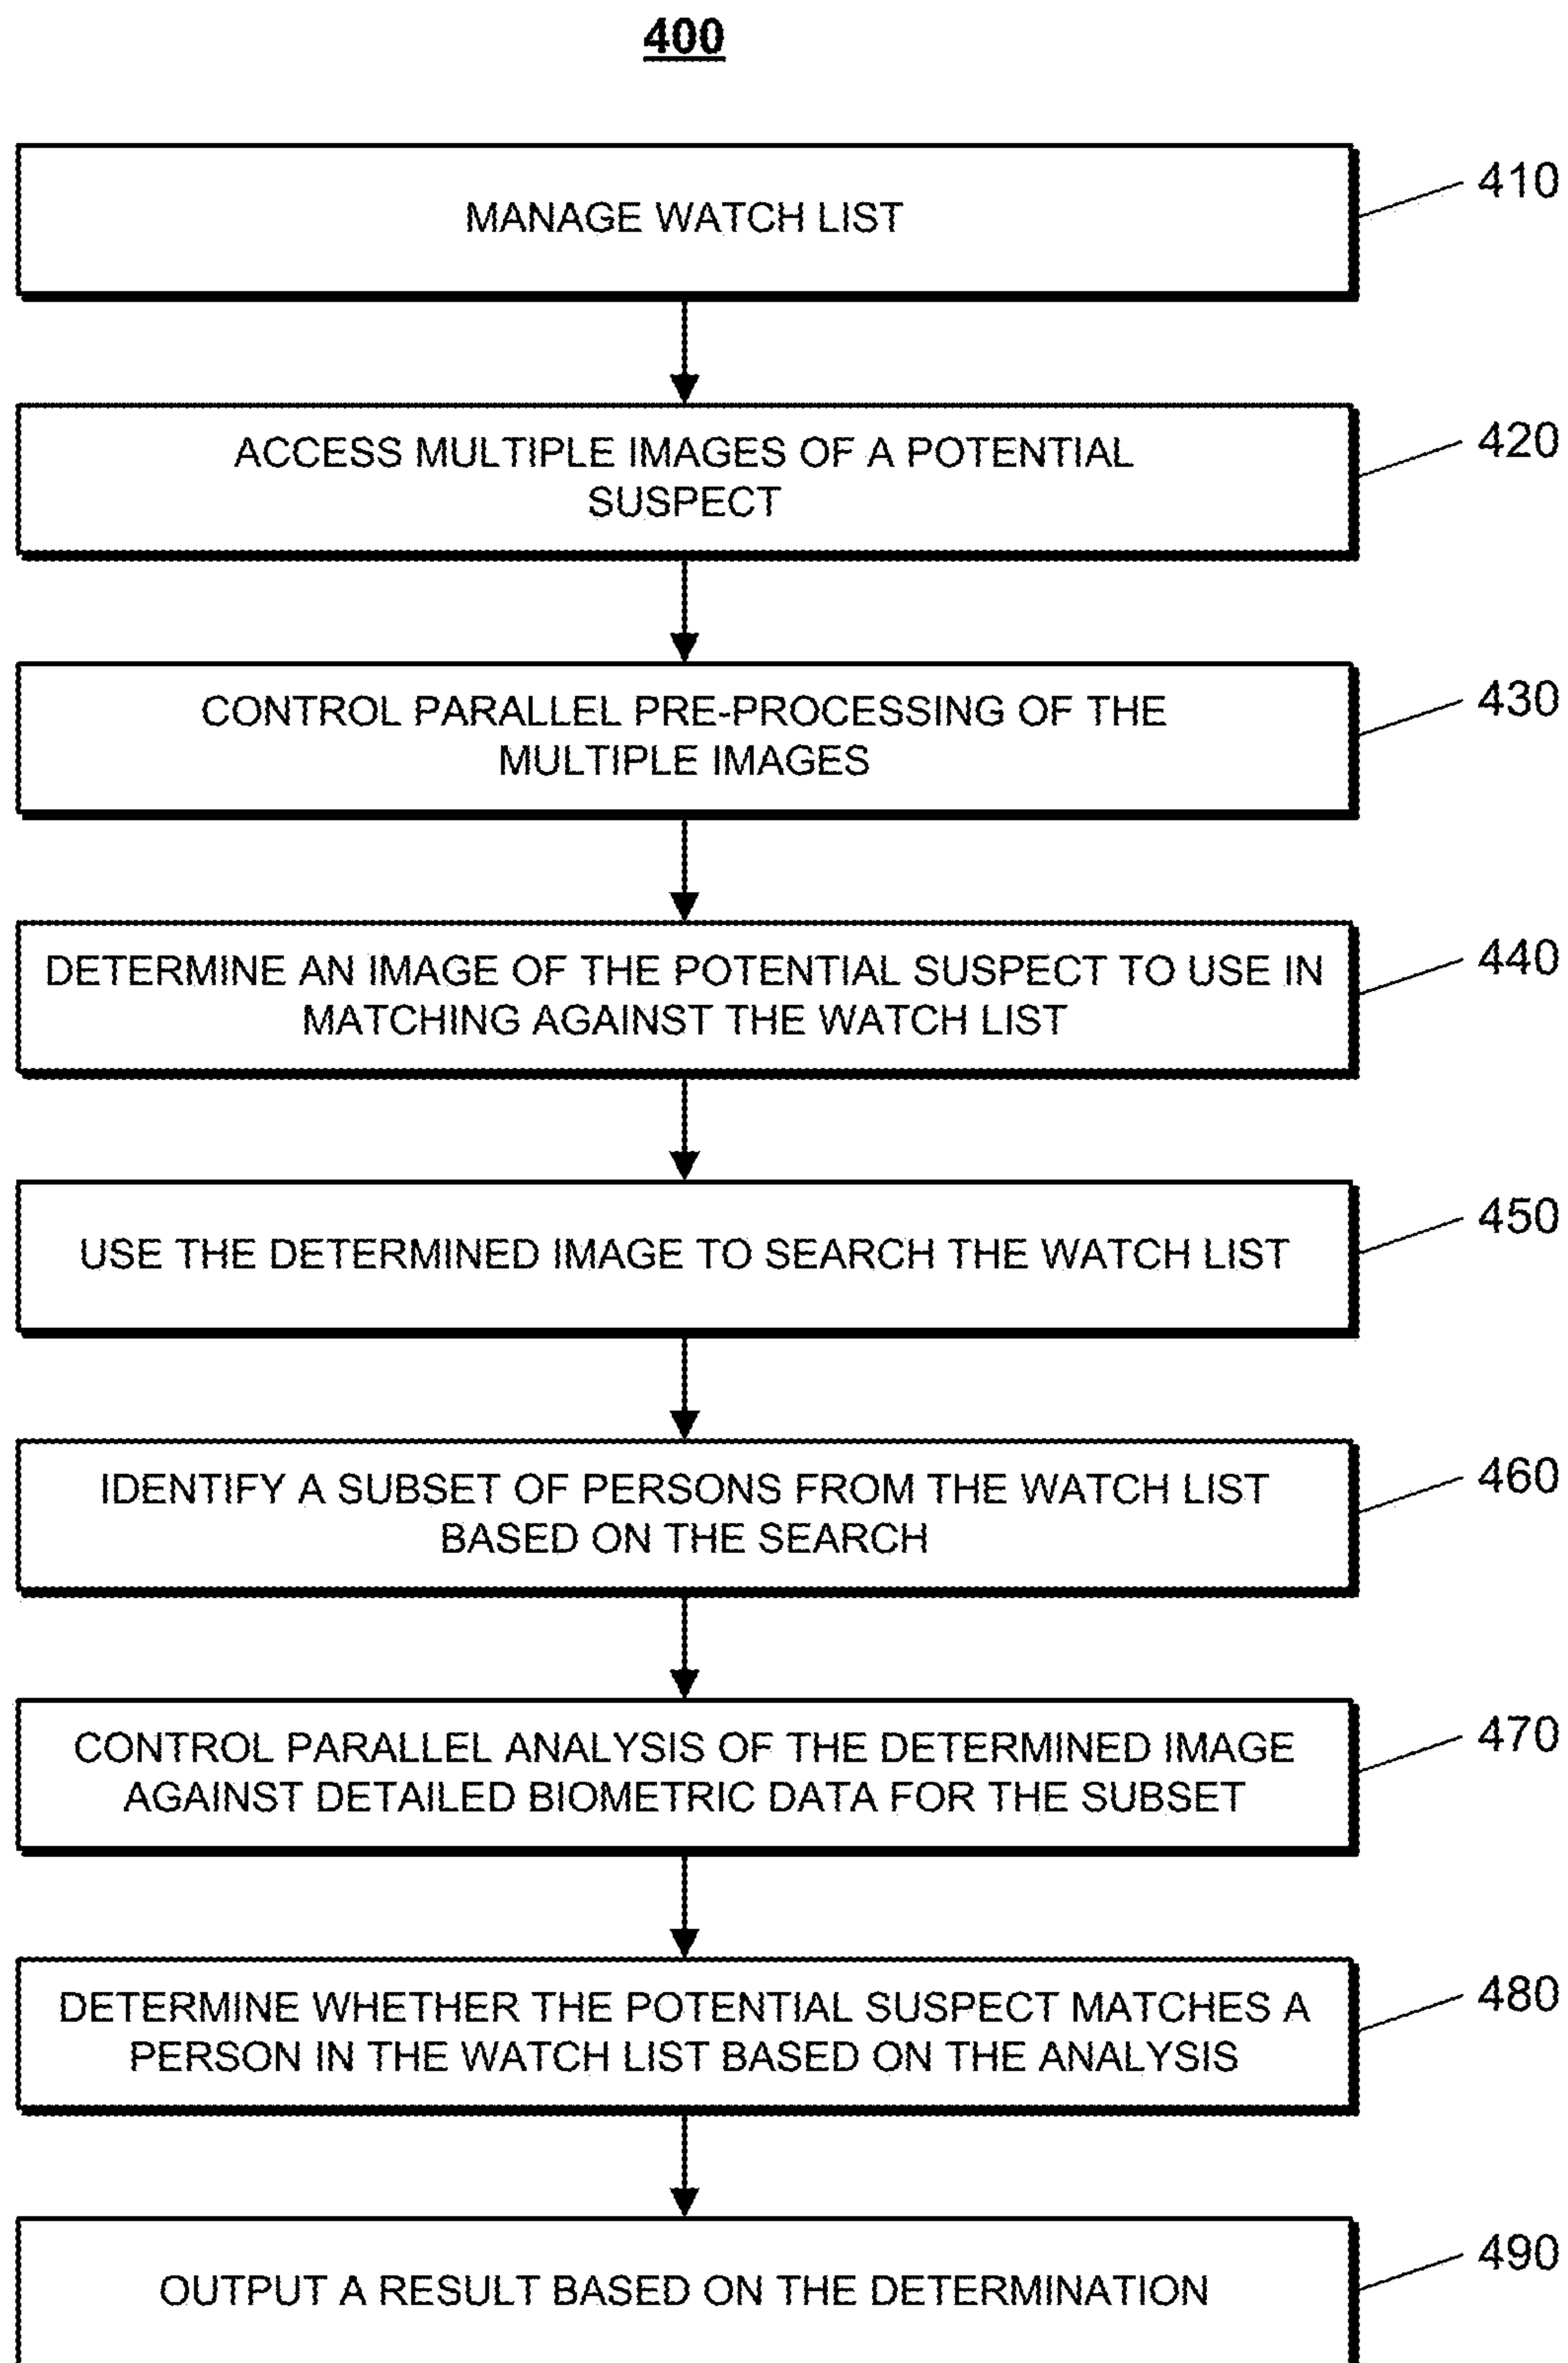 400
MANAGE WATCH LIST
410
ACCESS MULTIPLE IMAGES OF A POTENTIAL
SUSPECT
420
CONTROL PARALLEL PRE-PROCESSING OF THE
MULTIPLE IMAGES
430
DETERMINE AN IMAGE OF THE POTENTIAL SUSPECT TO USE IN
MATCHING AGAINST THE WATCH LIST
440
USE THE DETERMINED IMAGE TO SEARCH THE WATCH LIST
450
IDENTIFY A SUBSET OF PERSONS FROM THE WATCH LIST
BASED ON THE SEARCH
460
CONTROL PARALLEL ANALYSIS OF THE DETERMINED IMAGE
AGAINST DETAILED BIOMETRIC DATA FOR THE SUBSET
470
DETERMINE WHETHER THE POTENTIAL SUSPECT MATCHES A
PERSON IN THE WATCH LIST BASED ON THE ANALYSIS
480
OUTPUT A RESULT BASED ON THE DETERMINATION
490